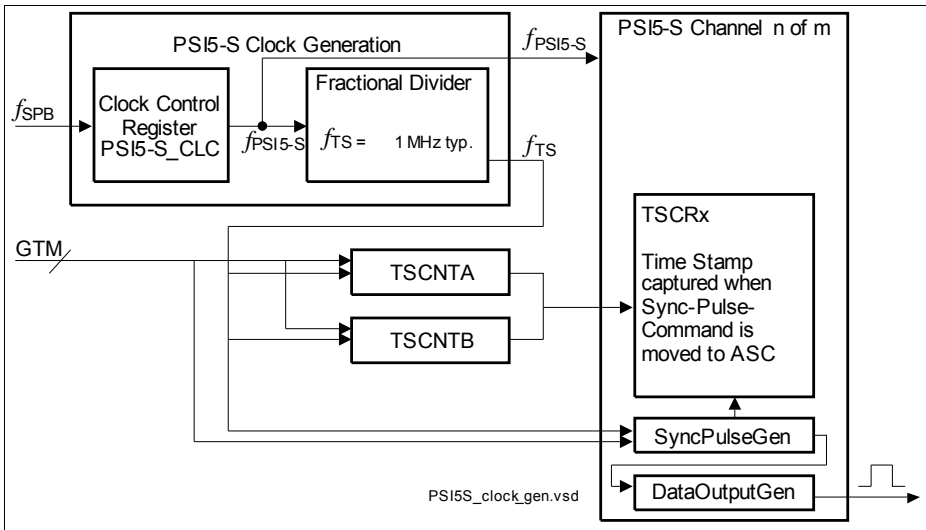 PSI5-S Clock Generation
fPSI5-S
PSI5-S Channel n of m
fSPB
Clock Control
Register
PSI5-S_CLC
fPSI5-S
Fractional Divider
fTS = 1 MHz typ.
fTS
GTM
TSCNTA
TSCNTB
TSCRx
Time Stamp
captured when
Sync-Pulse-
Command is
moved to ASC
SyncPulseGen
DataOutputGen
PSI5S_clock_gen.vsd